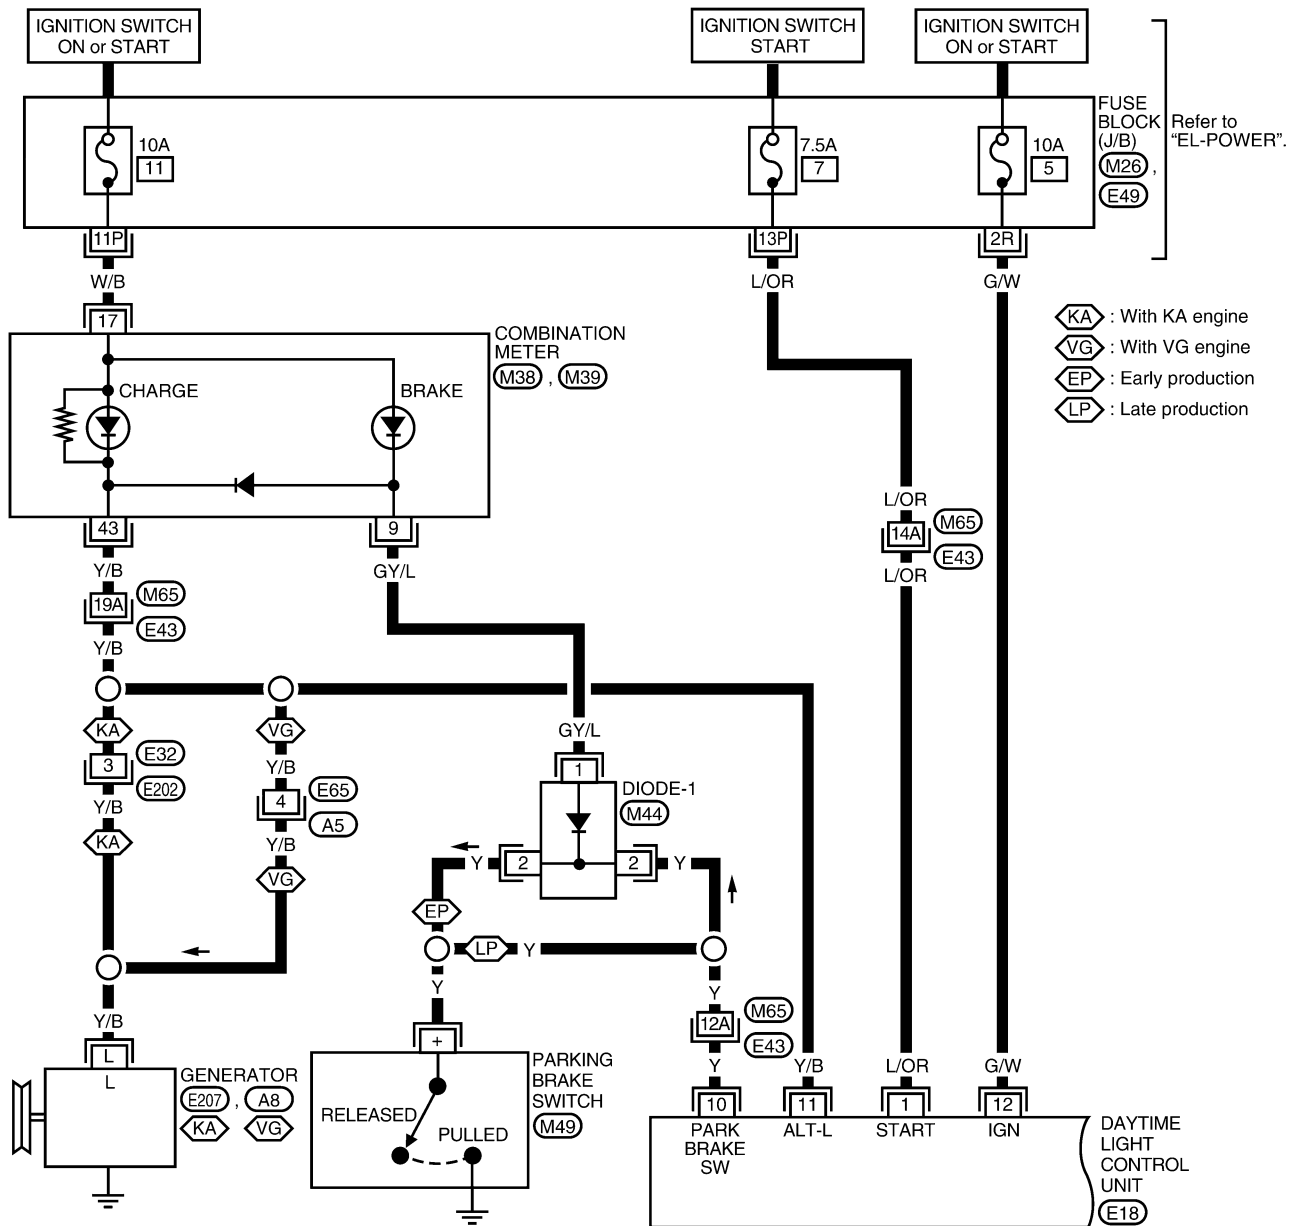 IGNITION SWITCH
ON or START
IGNITION SWITCH
START
IGNITION SWITCH
ON or START
10A
11
7.5A
7
10A
5
FUSE
BLOCK
(J/B)
M26 ,
E49
Refer to
“EL-POWER”.
11P
13P
2R
W/B
L/OR
G/W
17
COMBINATION
METER
M38 , M39
CHARGE
BRAKE
KA : With KA engine
VG : With VG engine
EP : Early production
LP : Late production
43
9
Y/B
GY/L
L/OR
14A
M65
E43
L/OR
19A
M65
E43
Y/B
KA
VG
3
E32
E202
Y/B
4
E65
A5
Y/B
Y/B
KA
VG
GY/L
1
DIODE-1
M44
Y
2
2
Y
EP
LP
Y
Y
Y
12A
M65
E43
Y
Y/B
L
L
GENERATOR
E207 , A8
KA
VG
+
PARKING
BRAKE
SWITCH
M49
RELEASED
PULLED
Y/B
L/OR
G/W
10
11
1
12
PARK
BRAKE
SW
ALT-L
START
IGN
DAYTIME
LIGHT
CONTROL
UNIT
E18